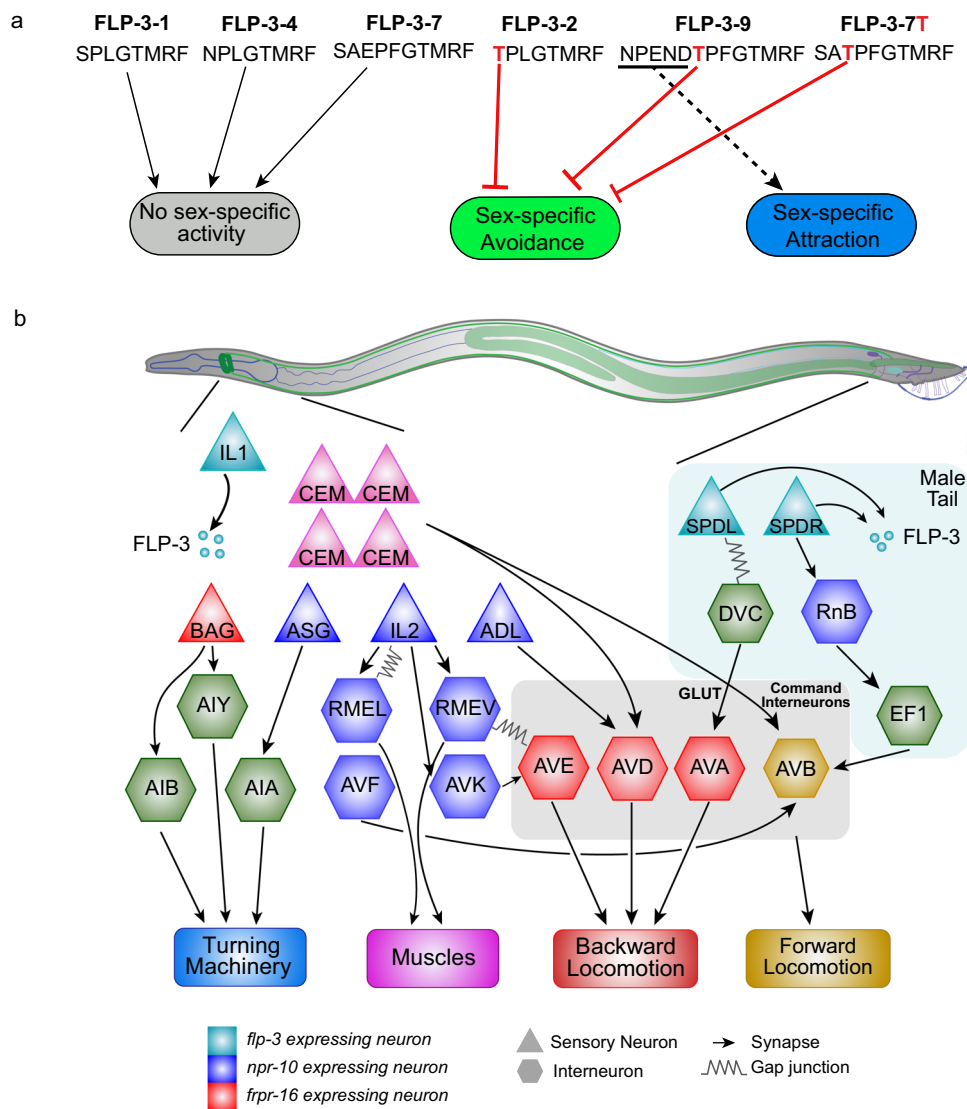 a
FLP-3-1 FLP-3-4 FLP-3-7 FLP-3-2 FLP-3-9 FLP-3-7T
SPLGTMRF NPLGTMRF SAEPFGTMRF TPLGTMRF NPENDTPFGTMRF SATPFGTMRF
No sex-specific
activity
Sex-specific
Avoidance
Sex-specific
Attraction
b
IL1
FLP-3
CEM CEM
CEM CEM
Male
Tail
SPDL SPDR
FLP-3
BAG ASG IL2 ADL
DVC RnB
AIY RMEL RMEV
GLUT
Command
Interneurons
EF1
AIB AIA AVF AVK AVE AVD AVA AVB
Turning
Machinery
Muscles
Backward
Locomotion
Forward
Locomotion
flp-3 expressing neuron
npr-10 expressing neuron
frpr-16 expressing neuron
Sensory Neuron
Interneuron
Synapse
Gap junction